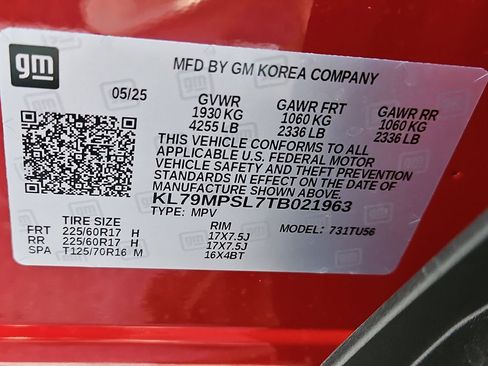 gm
MFD BY GM KOREA COMPANY
05/25
GVWR GAWR FRT GAWR RR
1930 KG 1060 KG 1060 KG
4255 LB 2336 LB 2336 LB
THIS VEHICLE CONFORMS TO ALL
APPLICABLE U.S. FEDERAL MOTOR
VEHICLE SAFETY AND THEFT PREVENTION
STANDARDS IN EFFECT ON THE DATE OF
MANUFACTURE SHOWN ABOVE.
KL79MPSL7TB021963
TYPE: MPV MODEL: 731TU56
TIRE SIZE RIM
FRT 225/60R17 H 17X7.5J
RR 225/60R17 H 17X7.5J
SPA T125/70R16 M 16X4BT